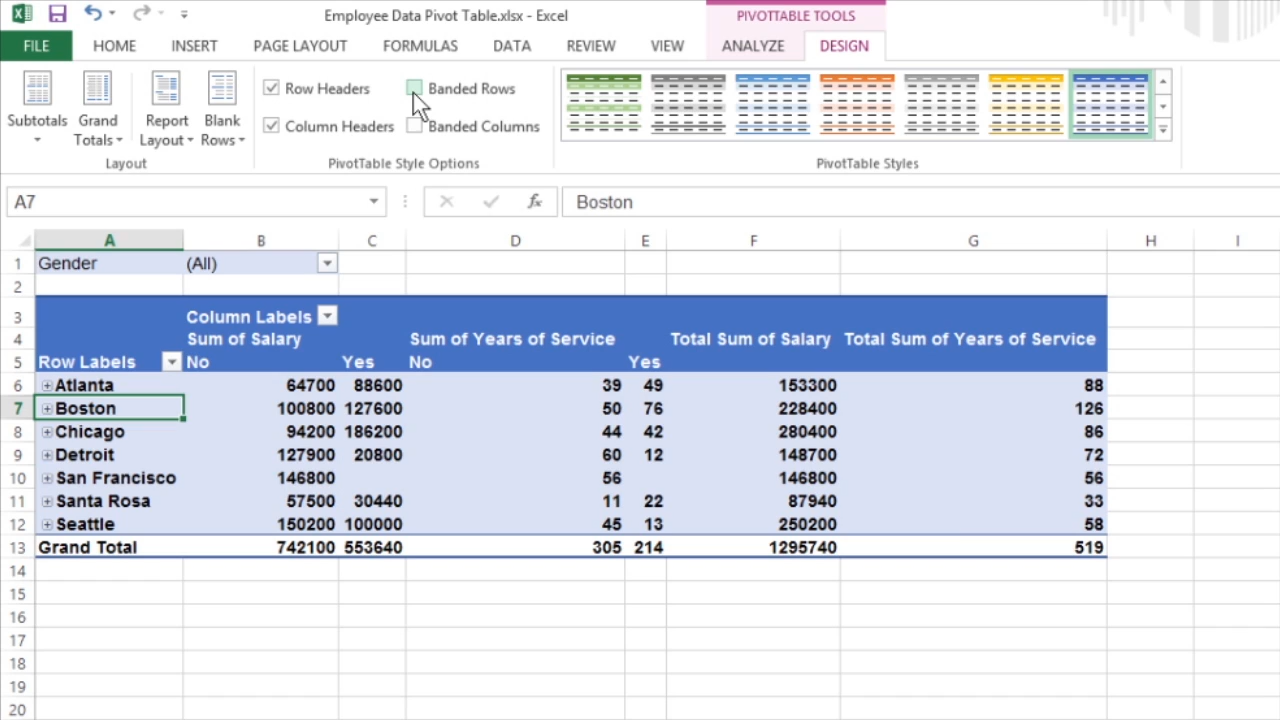 Employee Data Pivot Table.xlsx - Excel
PIVOTTABLE TOOLS
FILE HOME INSERT PAGE LAYOUT FORMULAS DATA REVIEW VIEW ANALYZE DESIGN
Subtotals
Grand Totals
Report Layout
Blank Rows
Row Headers
Banded Rows
Column Headers
Banded Columns
Layout PivotTable Style Options PivotTable Styles
A7 fx Boston
A B C D E F G H I
1 Gender (All)
2
3 Column Labels
4 Sum of Salary Sum of Years of Service Total Sum of Salary Total Sum of Years of Service
5 Row Labels No Yes No Yes
6 Atlanta 64700 88600 39 49 153300 88
7 Boston 100800 127600 50 76 228400 126
8 Chicago 94200 186200 44 42 280400 86
9 Detroit 127900 20800 60 12 148700 72
10 San Francisco 146800 56 146800 56
11 Santa Rosa 57500 30440 11 22 87940 33
12 Seattle 150200 100000 45 13 250200 58
13 Grand Total 742100 553640 305 214 1295740 519
14
15
16
17
18
19
20